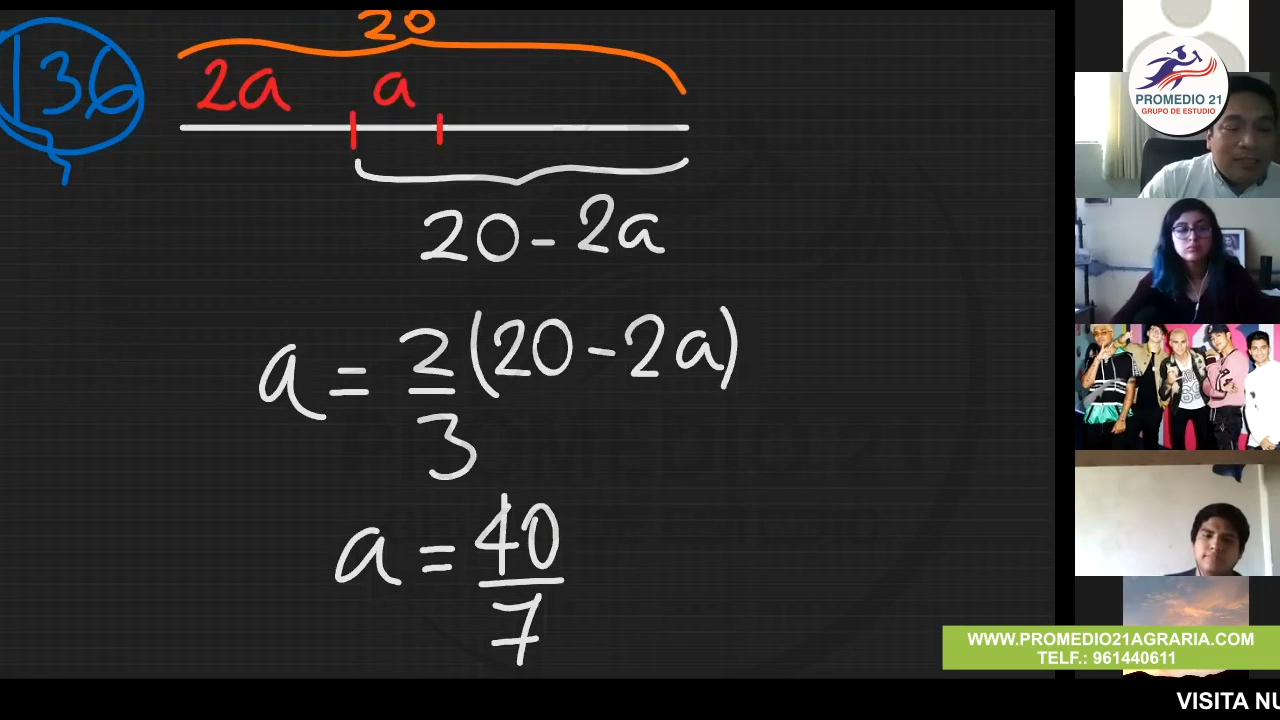 136
20
2a a
20 - 2a
a = 2/3 (20 - 2a)
a = 40/7
PROMEDIO 21
GRUPO DE ESTUDIO
WWW.PROMEDIO21AGRARIA.COM
TELF.: 961440611
VISITA NU